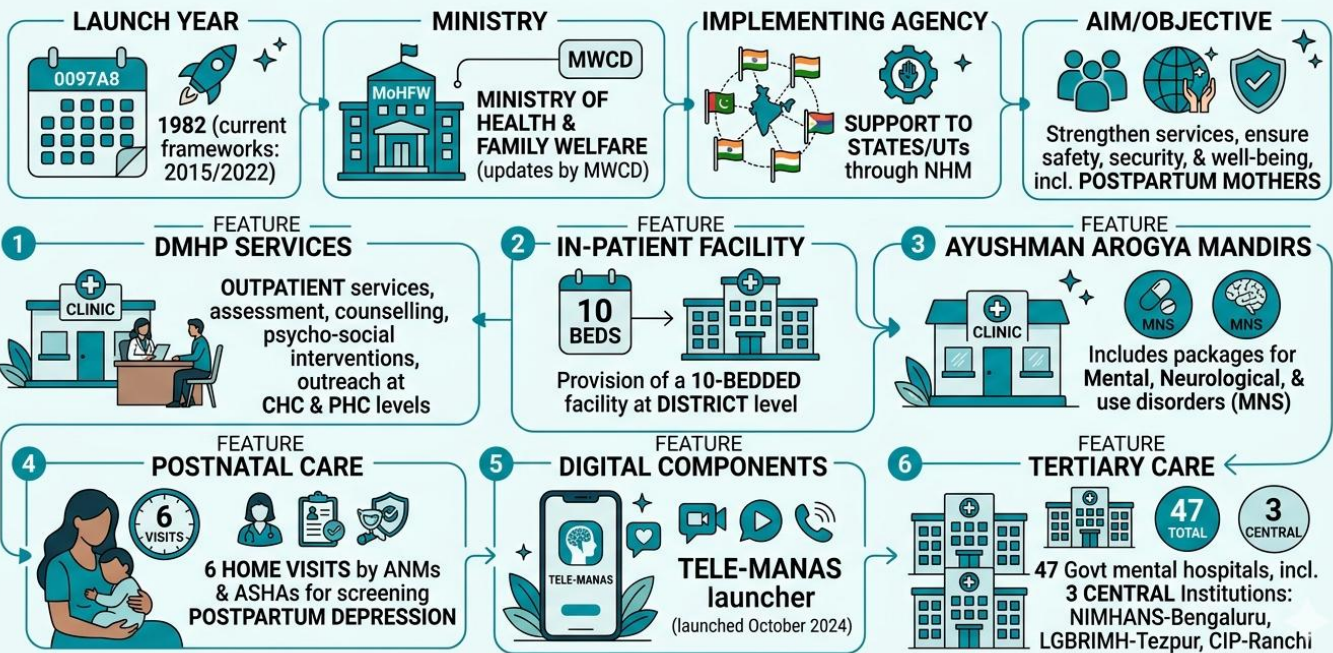 LAUNCH YEAR
0097A8
1982 (current
frameworks:
2015/2022)
MINISTRY
MWCD
MoHFW
MINISTRY OF
HEALTH &
FAMILY WELFARE
(updates by MWCD)
IMPLEMENTING AGENCY
SUPPORT TO
STATES/UTs
through NHM
AIM/OBJECTIVE
Strengthen services, ensure
safety, security, & well-being,
incl. POSTPARTUM MOTHERS
1
FEATURE
DMHP SERVICES
CLINIC
OUTPATIENT services,
assessment, counselling,
psycho-social
interventions,
outreach at
CHC & PHC levels
2
FEATURE
IN-PATIENT FACILITY
10
BEDS
Provision of a 10-BEDDED
facility at DISTRICT level
3
FEATURE
AYUSHMAN AROGYA MANDIRS
CLINIC
MNS
MNS
Includes packages for
Mental, Neurological, &
use disorders (MNS)
4
FEATURE
POSTNATAL CARE
6
VISITS
6 HOME VISITS by ANMs
& ASHAs for screening
POSTPARTUM DEPRESSION
5
FEATURE
DIGITAL COMPONENTS
TELE-MANAS
TELE-MANAS
launcher
(launched October 2024)
6
FEATURE
TERTIARY CARE
47
TOTAL
3
CENTRAL
47 Govt mental hospitals, incl.
3 CENTRAL Institutions:
NIMHANS-Bengaluru,
LGBRIMH-Tezpur, CIP-Ranchi